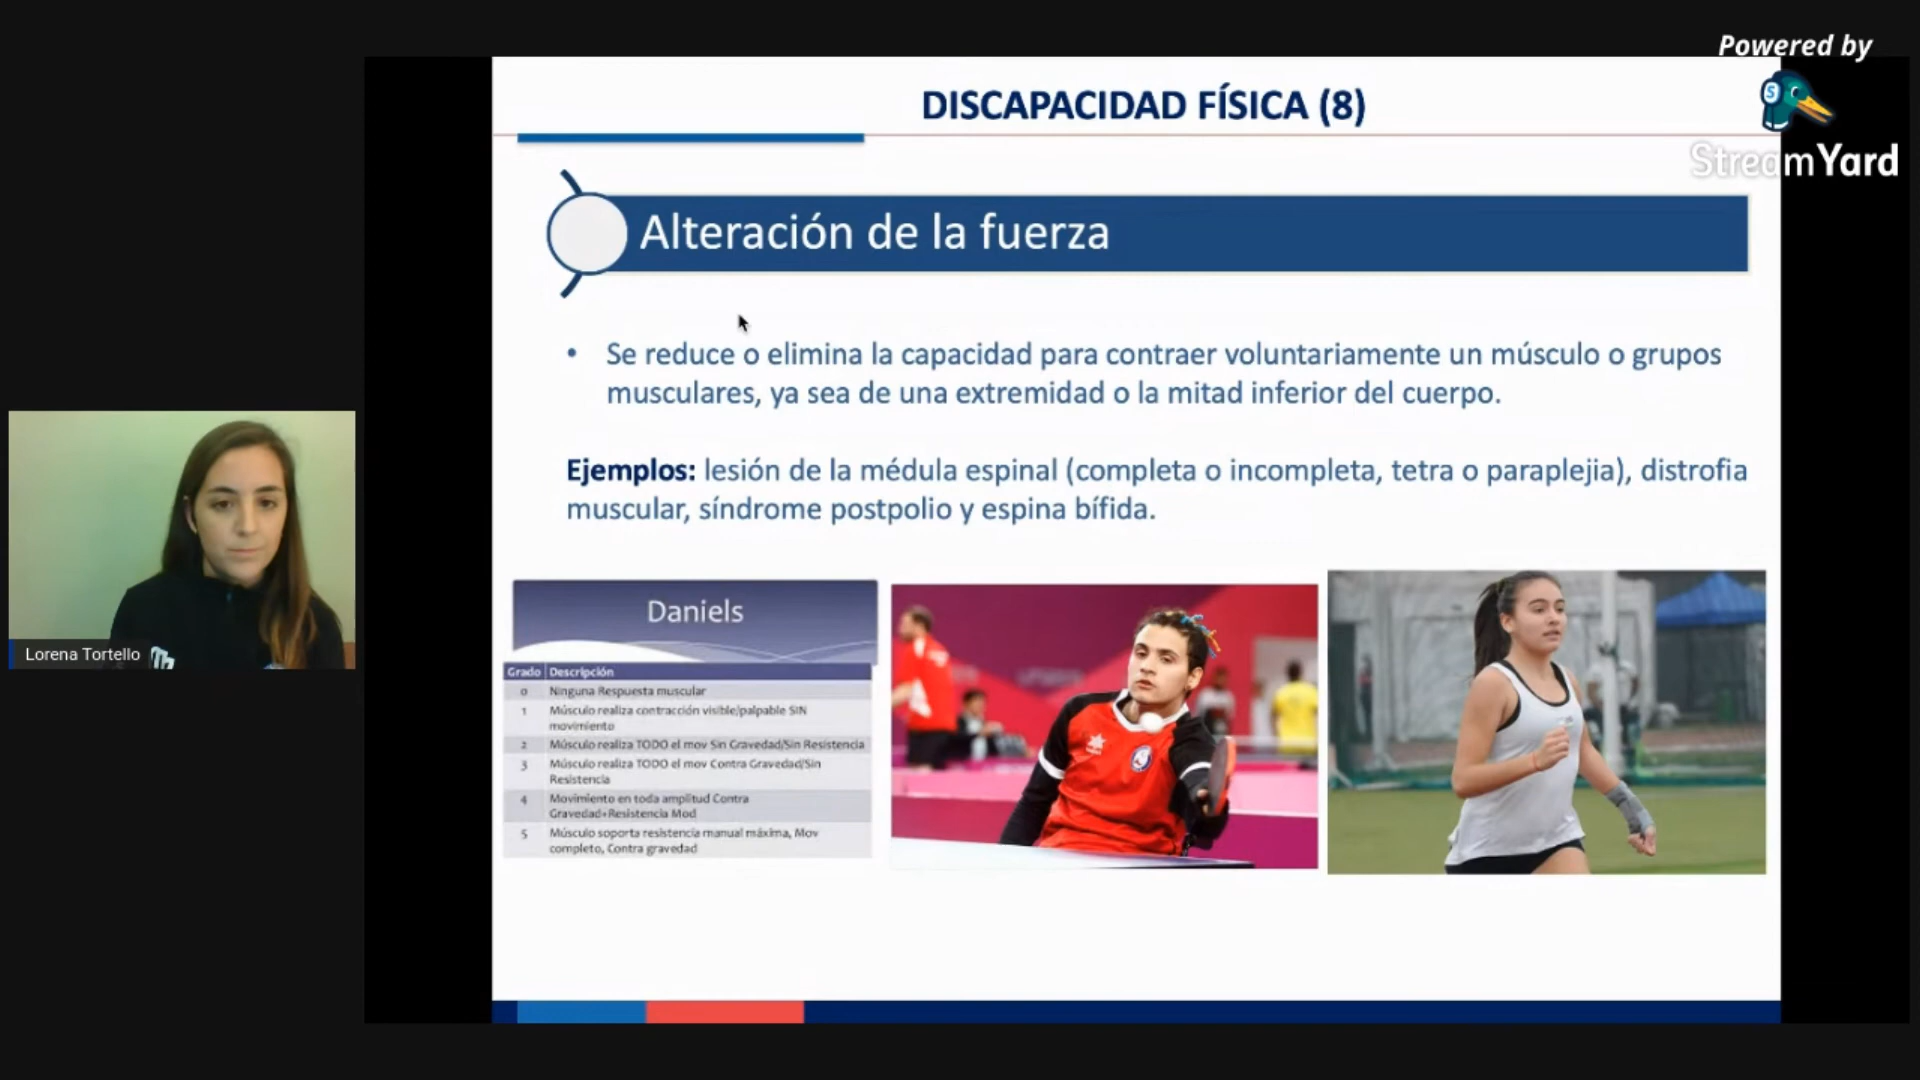 Powered by
StreamYard
DISCAPACIDAD FÍSICA (8)
Alteración de la fuerza
• Se reduce o elimina la capacidad para contraer voluntariamente un músculo o grupos
musculares, ya sea de una extremidad o la mitad inferior del cuerpo.
Ejemplos: lesión de la médula espinal (completa o incompleta, tetra o paraplejia), distrofia
muscular, síndrome postpolio y espina bífida.
Daniels
Grado Descripción
0 Ninguna Respuesta muscular
1 Músculo realiza contracción visible/palpable SIN
movimiento
2 Músculo realiza TODO el mov Sin Gravedad/Sin Resistencia
3 Músculo realiza TODO el mov Contra Gravedad/Sin
Resistencia
4 Movimiento en toda amplitud Contra
Gravedad+Resistencia Mod
5 Músculo soporta resistencia manual máxima, Mov
completo, Contra gravedad
Lorena Tortello